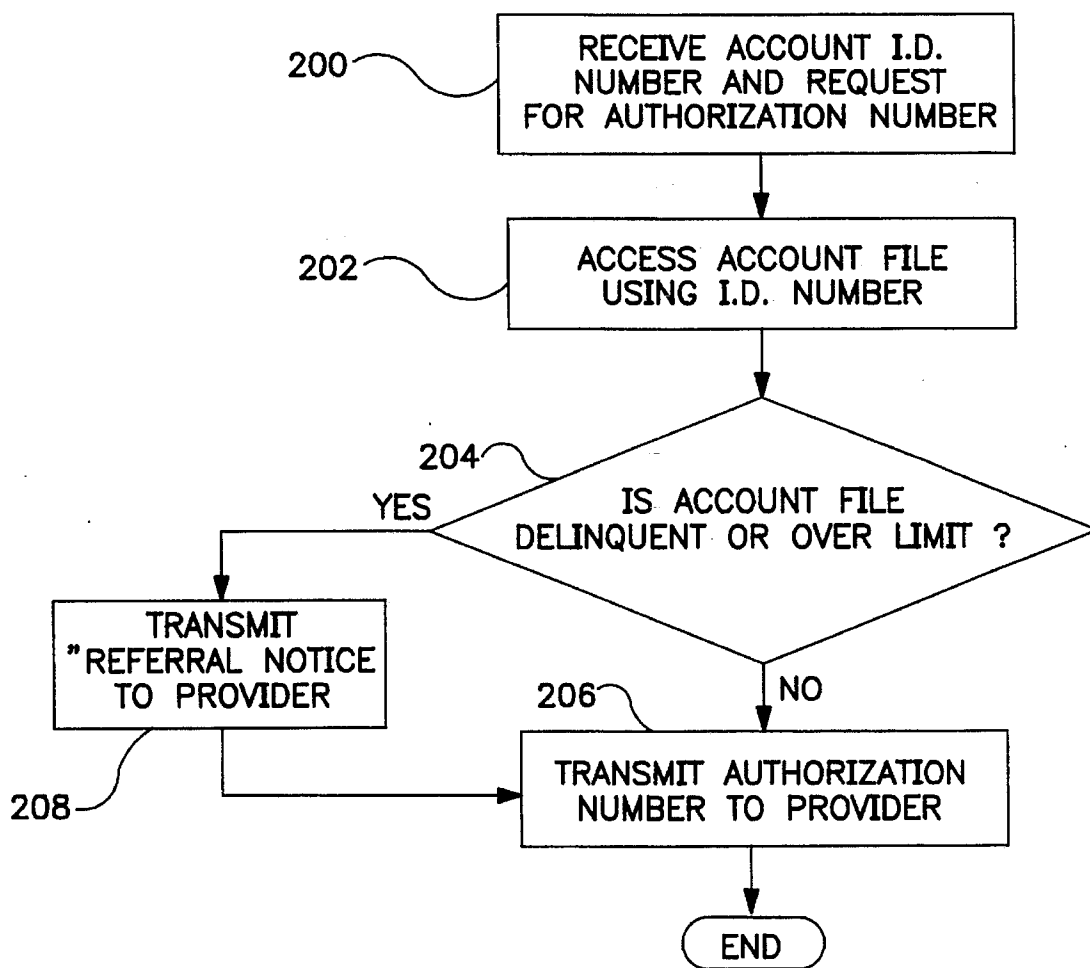 200
RECEIVE ACCOUNT I.D.
NUMBER AND REQUEST
FOR AUTHORIZATION NUMBER
202
ACCESS ACCOUNT FILE
USING I.D. NUMBER
204
IS ACCOUNT FILE
DELINQUENT OR OVER LIMIT ?
YES
TRANSMIT
"REFERRAL NOTICE
TO PROVIDER
208
NO
206
TRANSMIT AUTHORIZATION
NUMBER TO PROVIDER
END